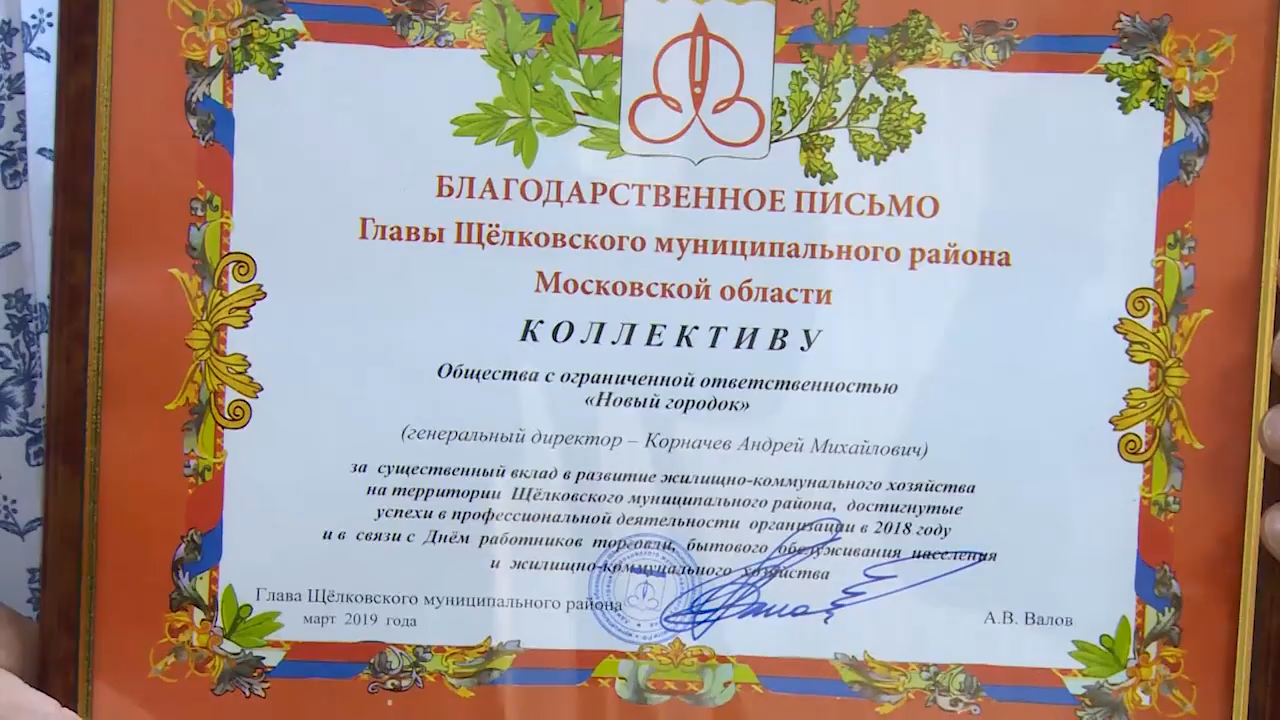 БЛАГОДАРСТВЕННОЕ ПИСЬМО
Главы Щёлковского муниципального района
Московской области
КОЛЛЕКТИВУ
Общества с ограниченной ответственностью
«Новый городок»
(генеральный директор – Корначев Андрей Михайлович)
за существенный вклад в развитие жилищно-коммунального хозяйства
на территории Щёлковского муниципального района, достигнутые
успехи в профессиональной деятельности организации в 2018 году
и в связи с Днём работников торговли, бытового обслуживания населения
и жилищно-коммунального хозяйства
Глава Щёлковского муниципального района
март 2019 года
А.В. Валов